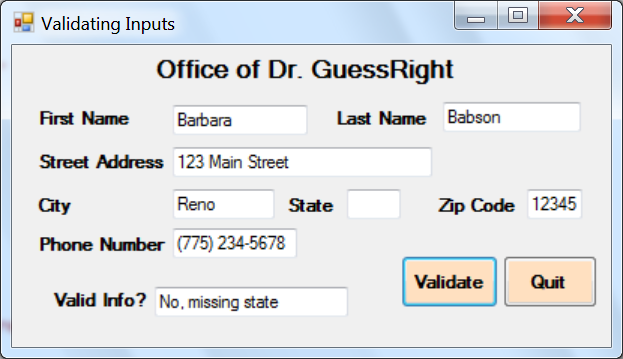 Validating Inputs
Office of Dr. GuessRight
First Name Barbara Last Name Babson
Street Address 123 Main Street
City Reno State Zip Code 12345
Phone Number (775) 234-5678
Validate Quit
Valid Info? No, missing state